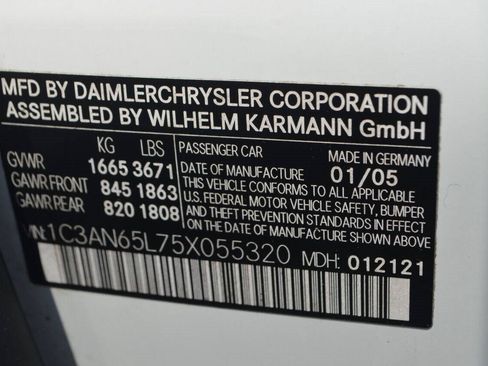 MFD BY DAIMLERCHRYSLER CORPORATION
ASSEMBLED BY WILHELM KARMANN GmbH
KG LBS PASSENGER CAR MADE IN GERMANY
GVWR 1665 3671 DATE OF MANUFACTURE 01/05
GAWR FRONT 845 1863 THIS VEHICLE CONFORMS TO ALL APPLICABLE
GAWR REAR 820 1808 U.S. FEDERAL MOTOR VEHICLE SAFETY, BUMPER
AND THEFT PREVENTION STANDARDS IN EFFECT
ON THE DATE OF MANUFACTURE SHOWN ABOVE.
VIN: 1C3AN65L75X055320 MDH: 012121